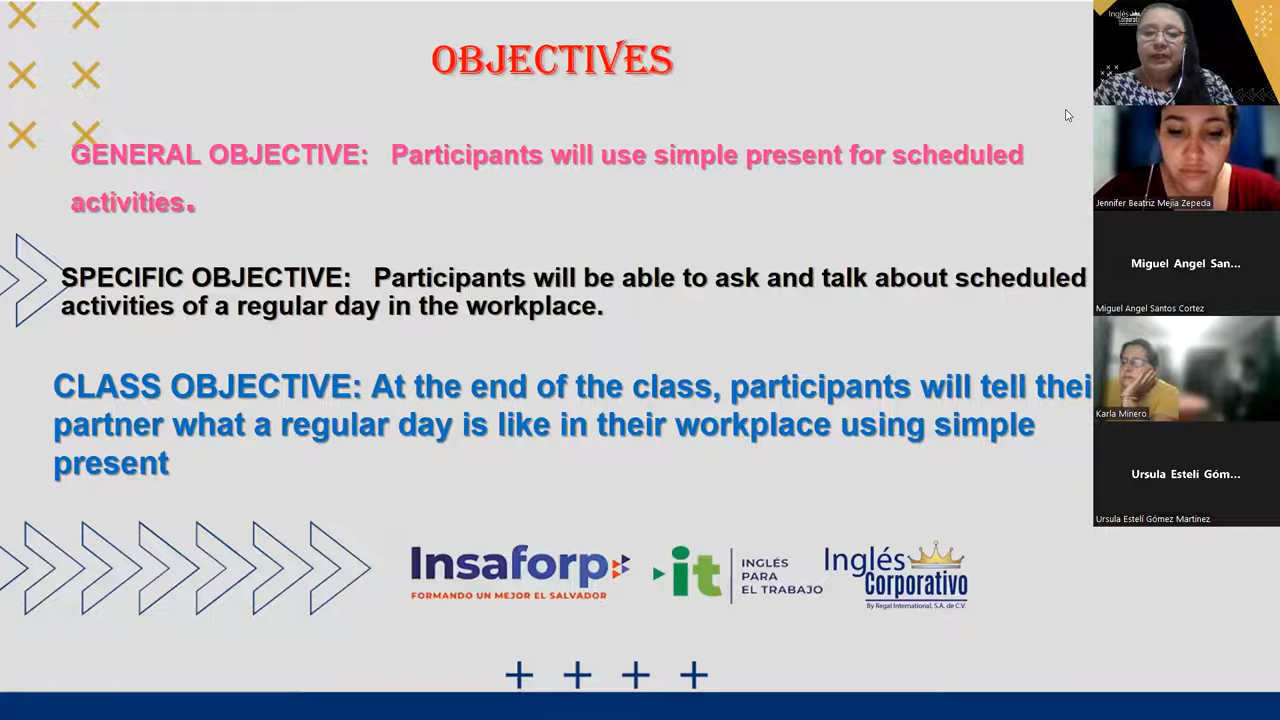 OBJECTIVES
GENERAL OBJECTIVE: Participants will use simple present for scheduled
activities.
SPECIFIC OBJECTIVE: Participants will be able to ask and talk about scheduled
activities of a regular day in the workplace.
CLASS OBJECTIVE: At the end of the class, participants will tell thei
partner what a regular day is like in their workplace using simple
present
Insaforp
FORMANDO UN MEJOR EL SALVADOR
it
INGLÉS
PARA
EL TRABAJO
Inglés
Corporativo
By Regal International, S.A. de C.V.
Inglés
Corporativo
Jennifer Beatriz Mejia Zepeda
Miguel Angel San...
Miguel Angel Santos Cortez
Karla Minero
Ursula Estelí Góm...
Ursula Estelí Gómez Martinez